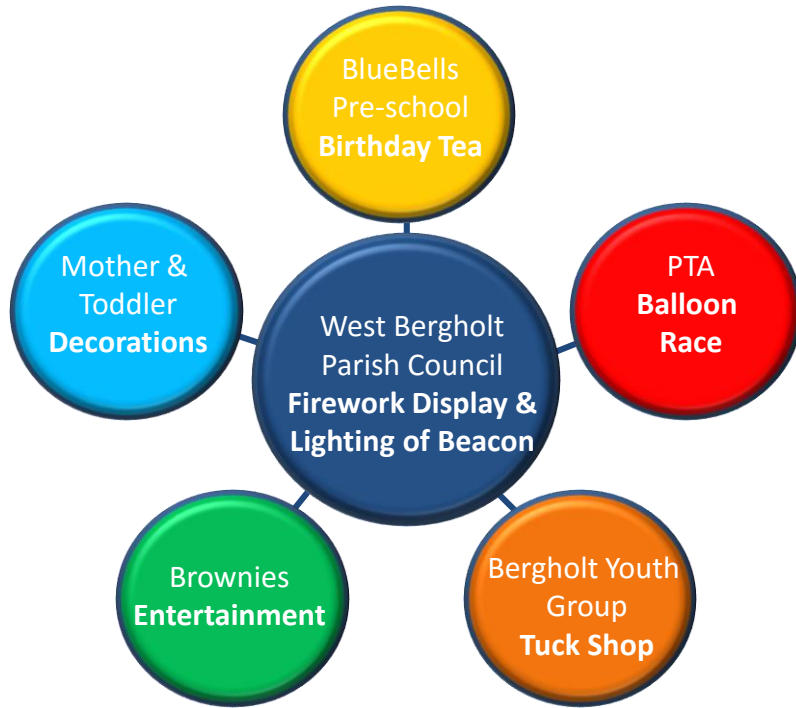 BlueBells
Pre-school
Birthday Tea
Mother &
Toddler
Decorations
PTA
Balloon
Race
West Bergholt
Parish Council
Firework Display &
Lighting of Beacon
Brownies
Entertainment
Bergholt Youth
Group
Tuck Shop